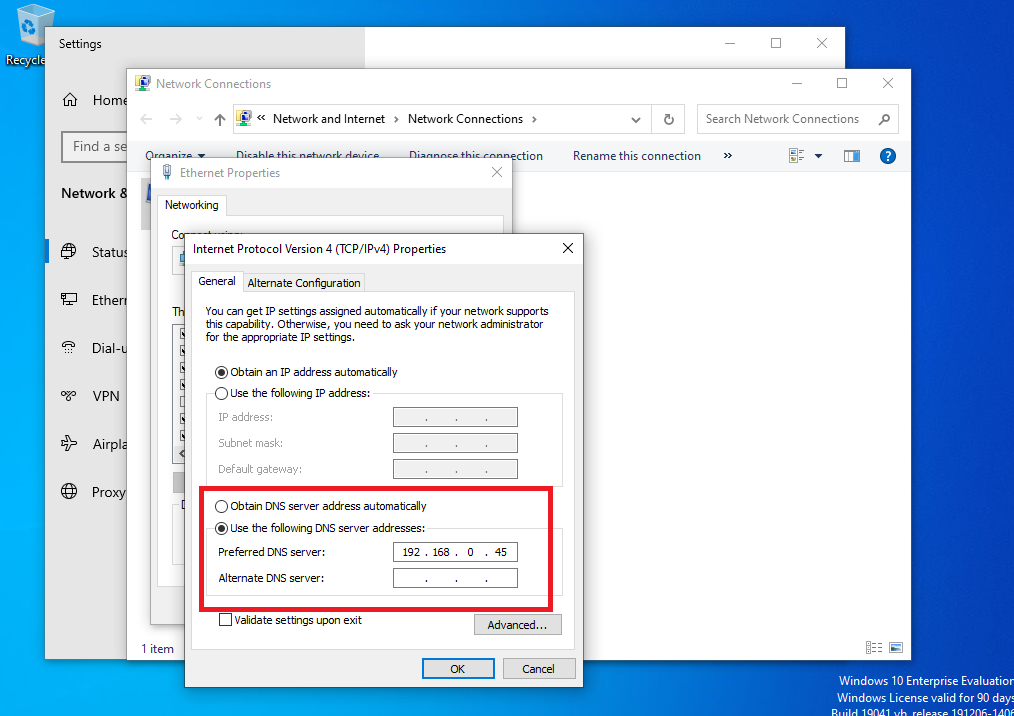 Recycle
Settings
Home
Find a se
Network &
Status
Ethern
Dial-u
VPN
Airpla
Proxy
Network Connections
« Network and Internet › Network Connections ›
Search Network Connections
Organize
Disable this network device
Diagnose this connection
Rename this connection
»
Ethernet Properties
Networking
Connect using:
Th
Internet Protocol Version 4 (TCP/IPv4) Properties
General
Alternate Configuration
You can get IP settings assigned automatically if your network supports
this capability. Otherwise, you need to ask your network administrator
for the appropriate IP settings.
Obtain an IP address automatically
Use the following IP address:
IP address: . . .
Subnet mask: . . .
Default gateway: . . .
Obtain DNS server address automatically
Use the following DNS server addresses:
Preferred DNS server: 192 . 168 . 0 . 45
Alternate DNS server: . . .
Validate settings upon exit
Advanced...
OK
Cancel
1 item
Windows 10 Enterprise Evaluation
Windows License valid for 90 days
Build 19041.vb_release.191206-1406